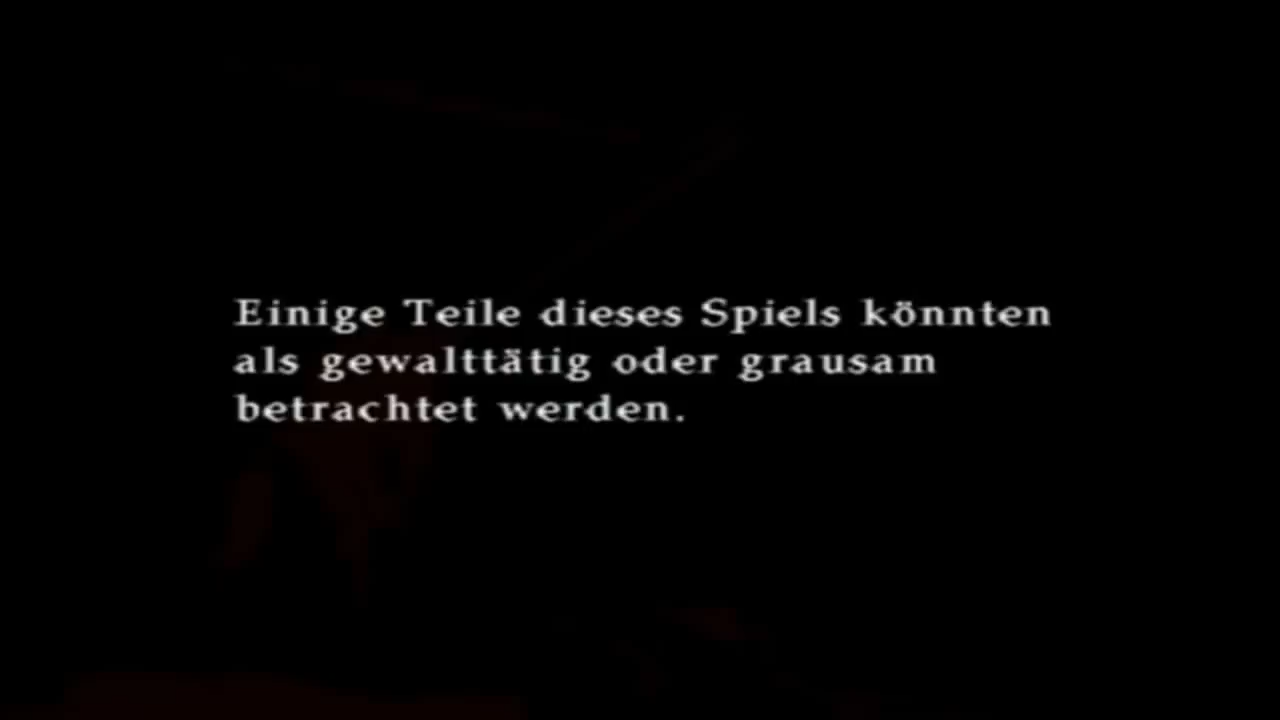 Einige Teile dieses Spiels könnten
als gewalttätig oder grausam
betrachtet werden.